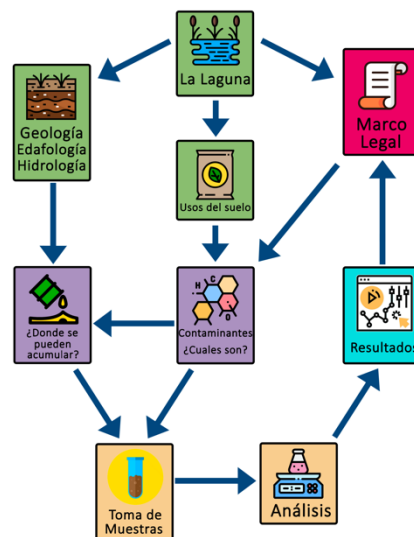 La Laguna
Geología
Edafología
Hidrología
Marco
Legal
Usos del suelo
¿Donde se
pueden
acumular?
H
C
O
Contaminantes
¿Cuales son?
Resultados
Toma de
Muestras
Análisis